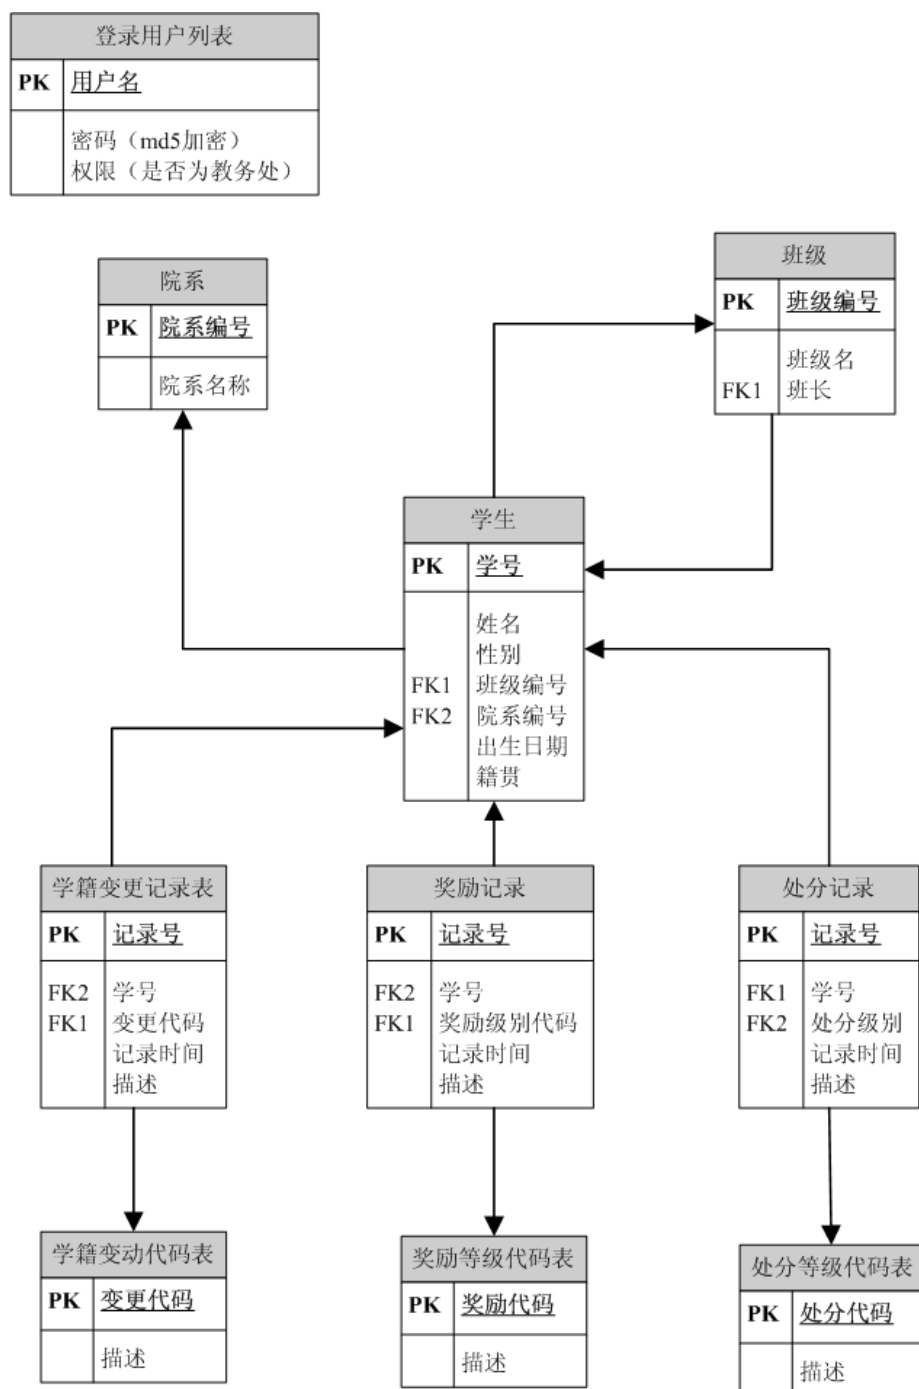 登录用户列表
PK 用户名
密码（md5加密）
权限（是否为教务处）
院系
PK 院系编号
院系名称
班级
PK 班级编号
班级名
FK1 班长
学生
PK 学号
姓名
性别
FK1 班级编号
FK2 院系编号
出生日期
籍贯
学籍变更记录表
PK 记录号
FK2 学号
FK1 变更代码
记录时间
描述
奖励记录
PK 记录号
FK2 学号
FK1 奖励级别代码
记录时间
描述
处分记录
PK 记录号
FK1 学号
FK2 处分级别
记录时间
描述
学籍变动代码表
PK 变更代码
描述
奖励等级代码表
PK 奖励代码
描述
处分等级代码表
PK 处分代码
描述